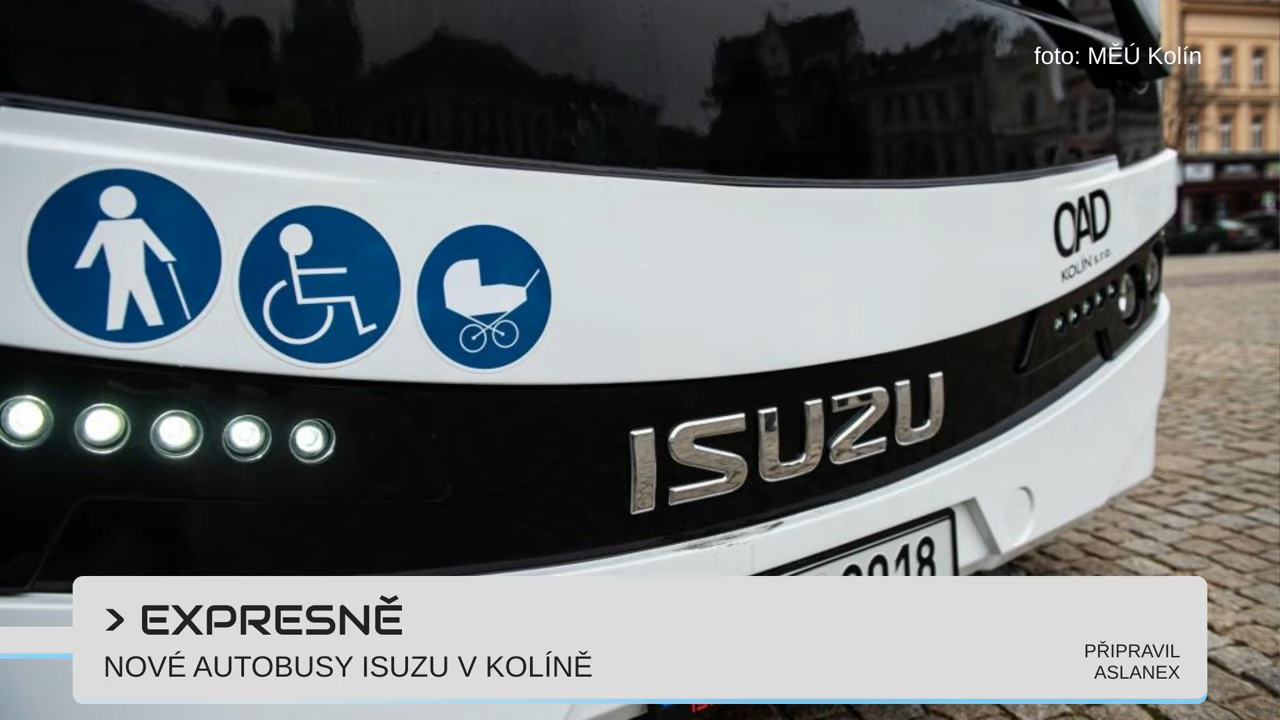 foto: MĚÚ Kolín
OAD
KOLÍN s.r.o.
ISUZU
> EXPRESNĚ
NOVÉ AUTOBUSY ISUZU V KOLÍNĚ
PŘIPRAVIL
ASLANEX